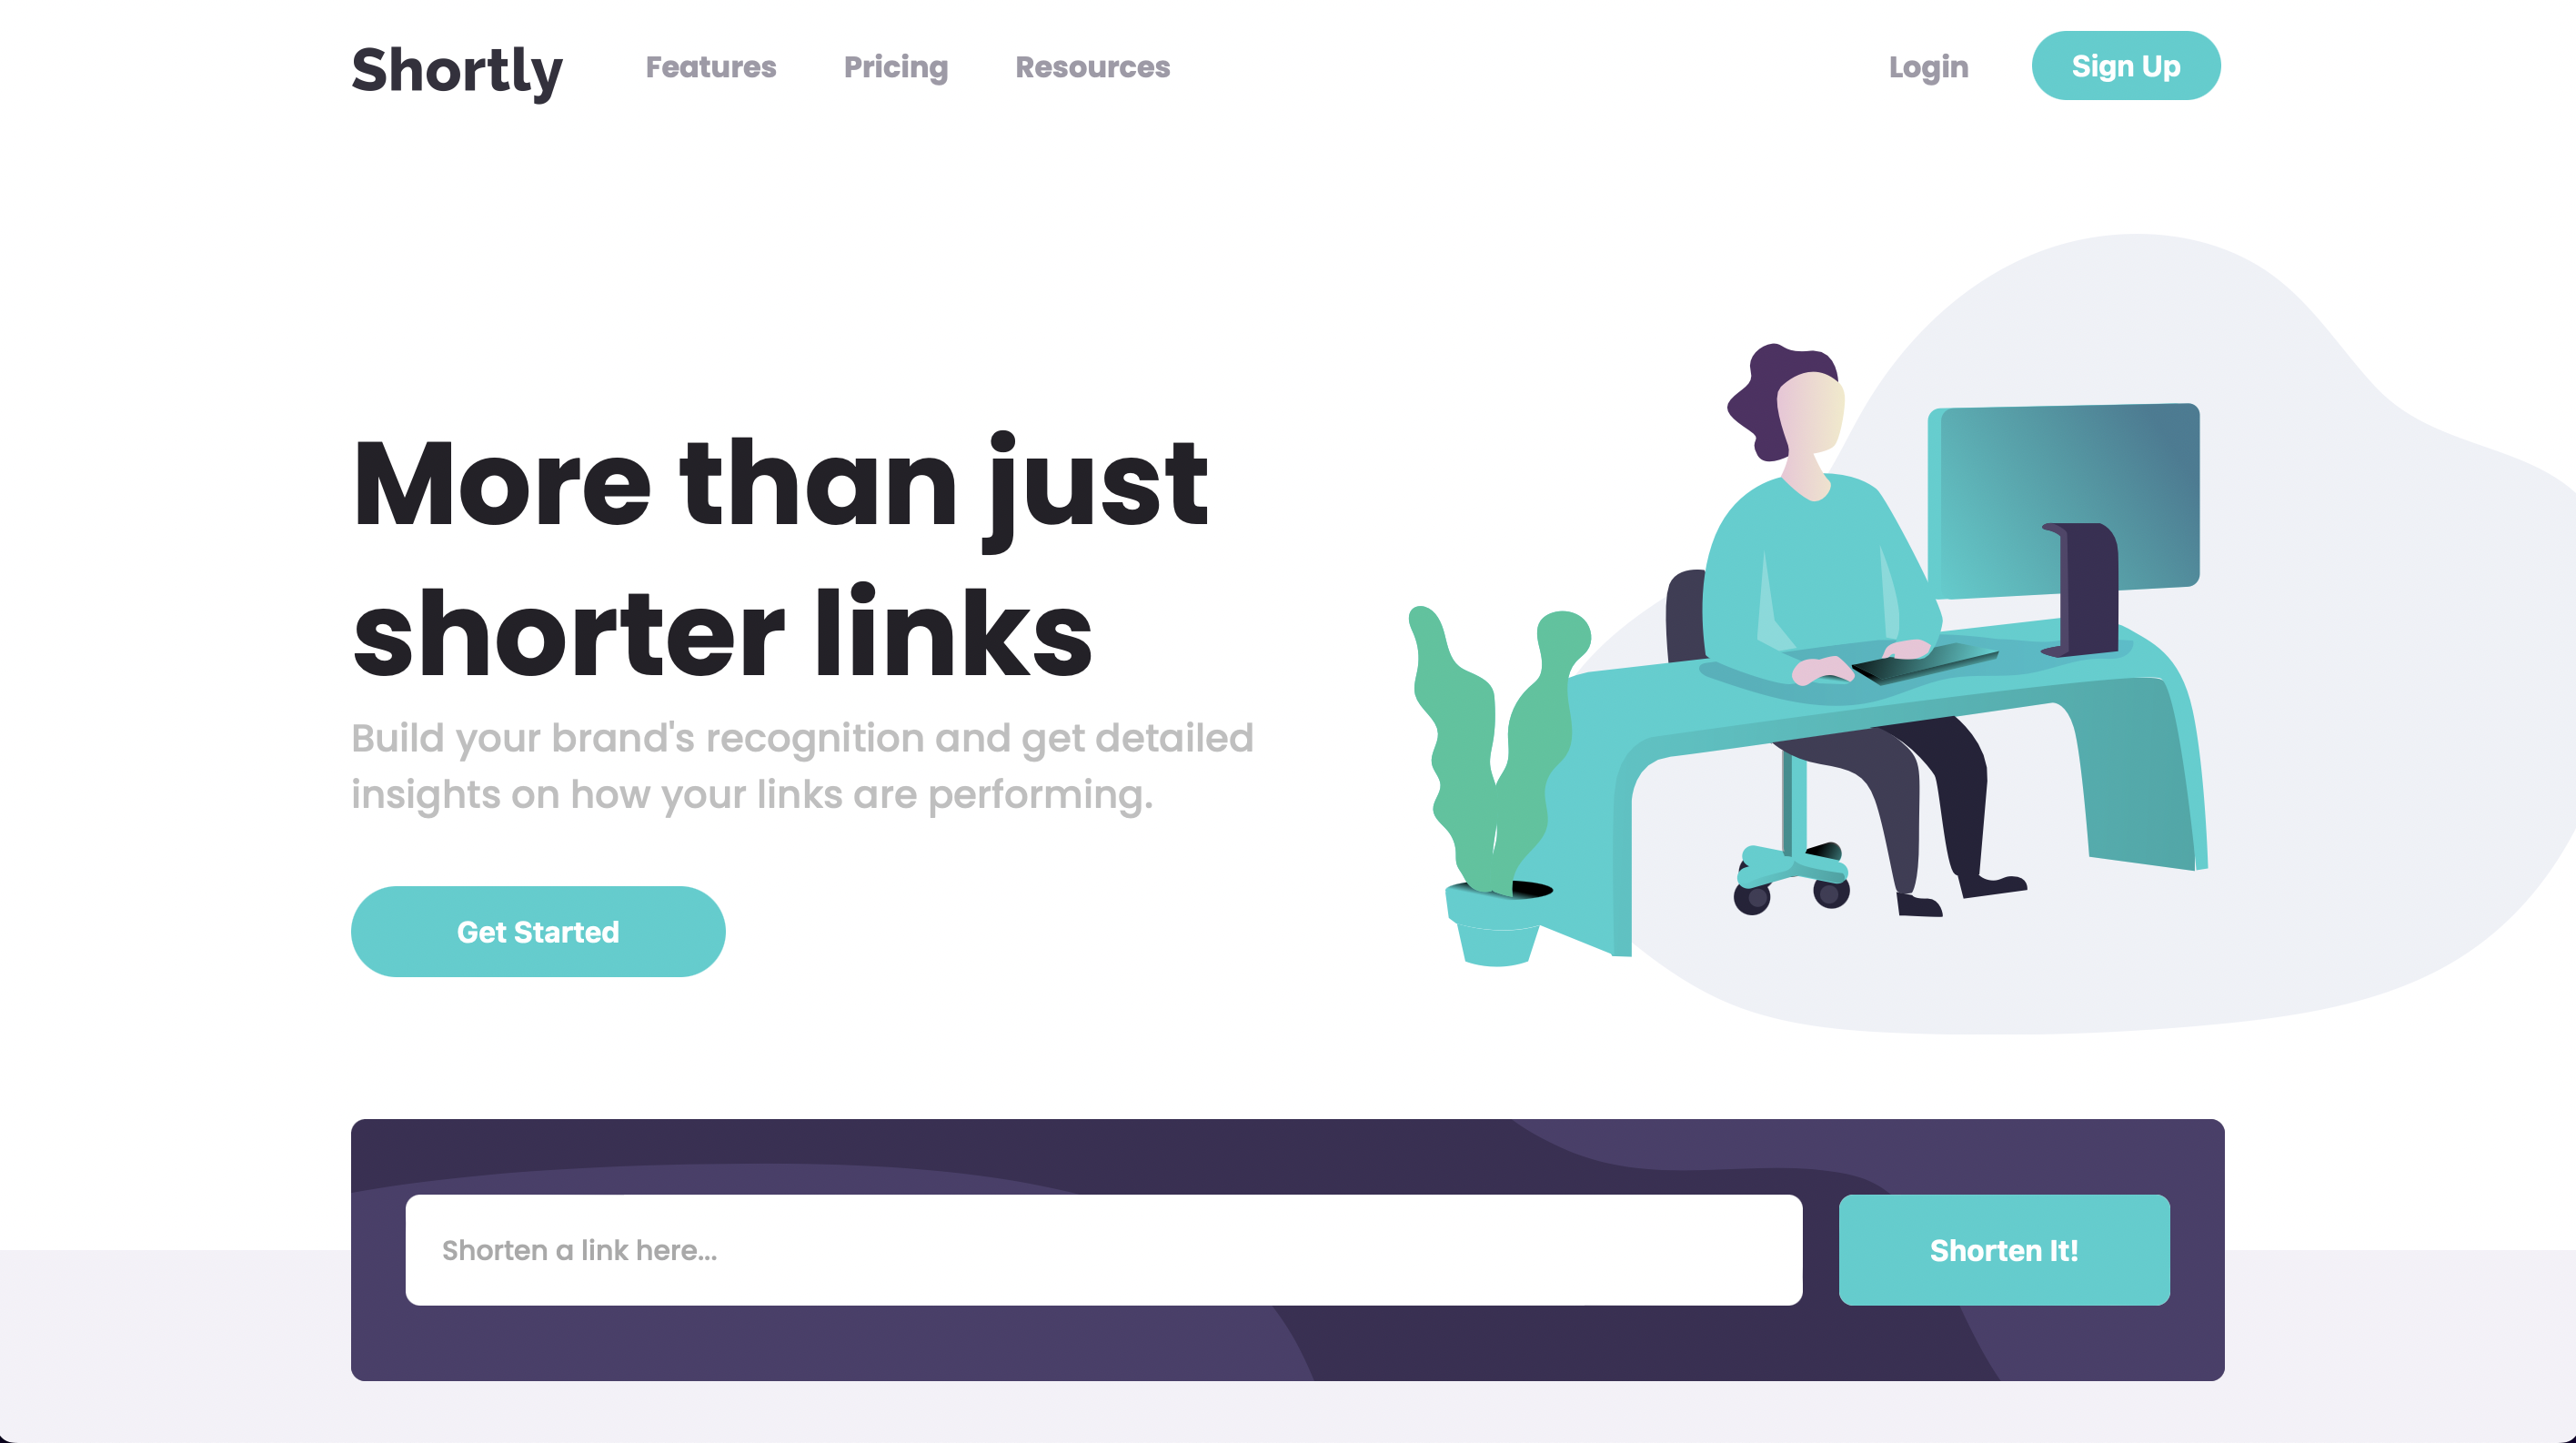 Shortly
Features
Pricing
Resources
Login
Sign Up
More than just
shorter links
Build your brand's recognition and get detailed
insights on how your links are performing.
Get Started
Shorten a link here...
Shorten It!